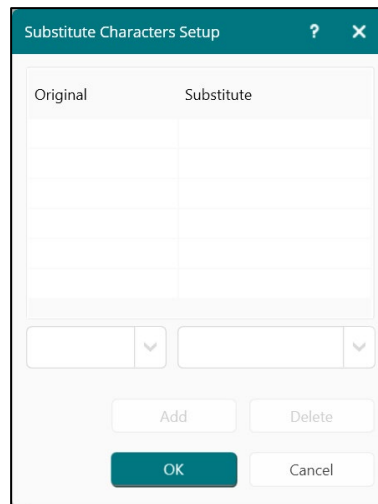 Substitute Characters Setup ? ✕
Original Substitute
Add Delete
OK Cancel